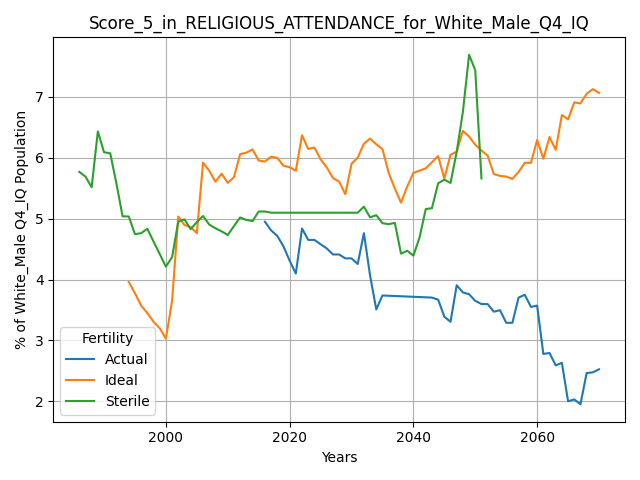 Score_5_in_RELIGIOUS_ATTENDANCE_for_White_Male_Q4_IQ
% of White_Male Q4_IQ Population
7
6
5
4
3
2
Fertility
Actual
Ideal
Sterile
2000 2020 2040 2060
Years